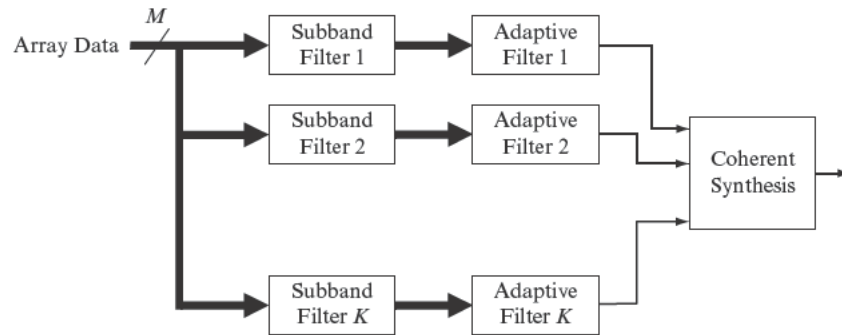 M
Array Data
Subband
Filter 1
Adaptive
Filter 1
Subband
Filter 2
Adaptive
Filter 2
Coherent
Synthesis
Subband
Filter K
Adaptive
Filter K